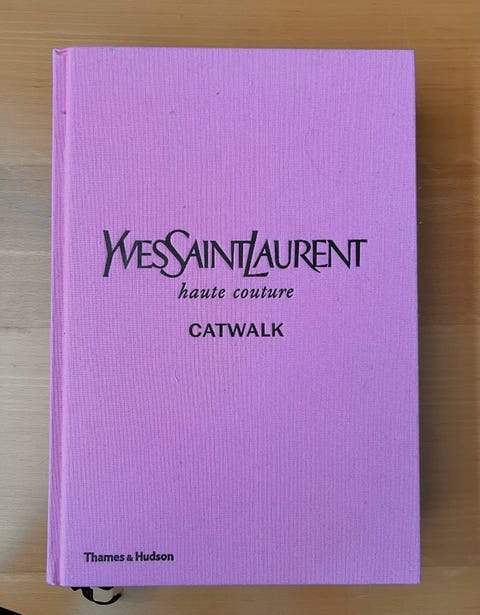 YVESSAINTLAURENT
haute couture
CATWALK
Thames & Hudson